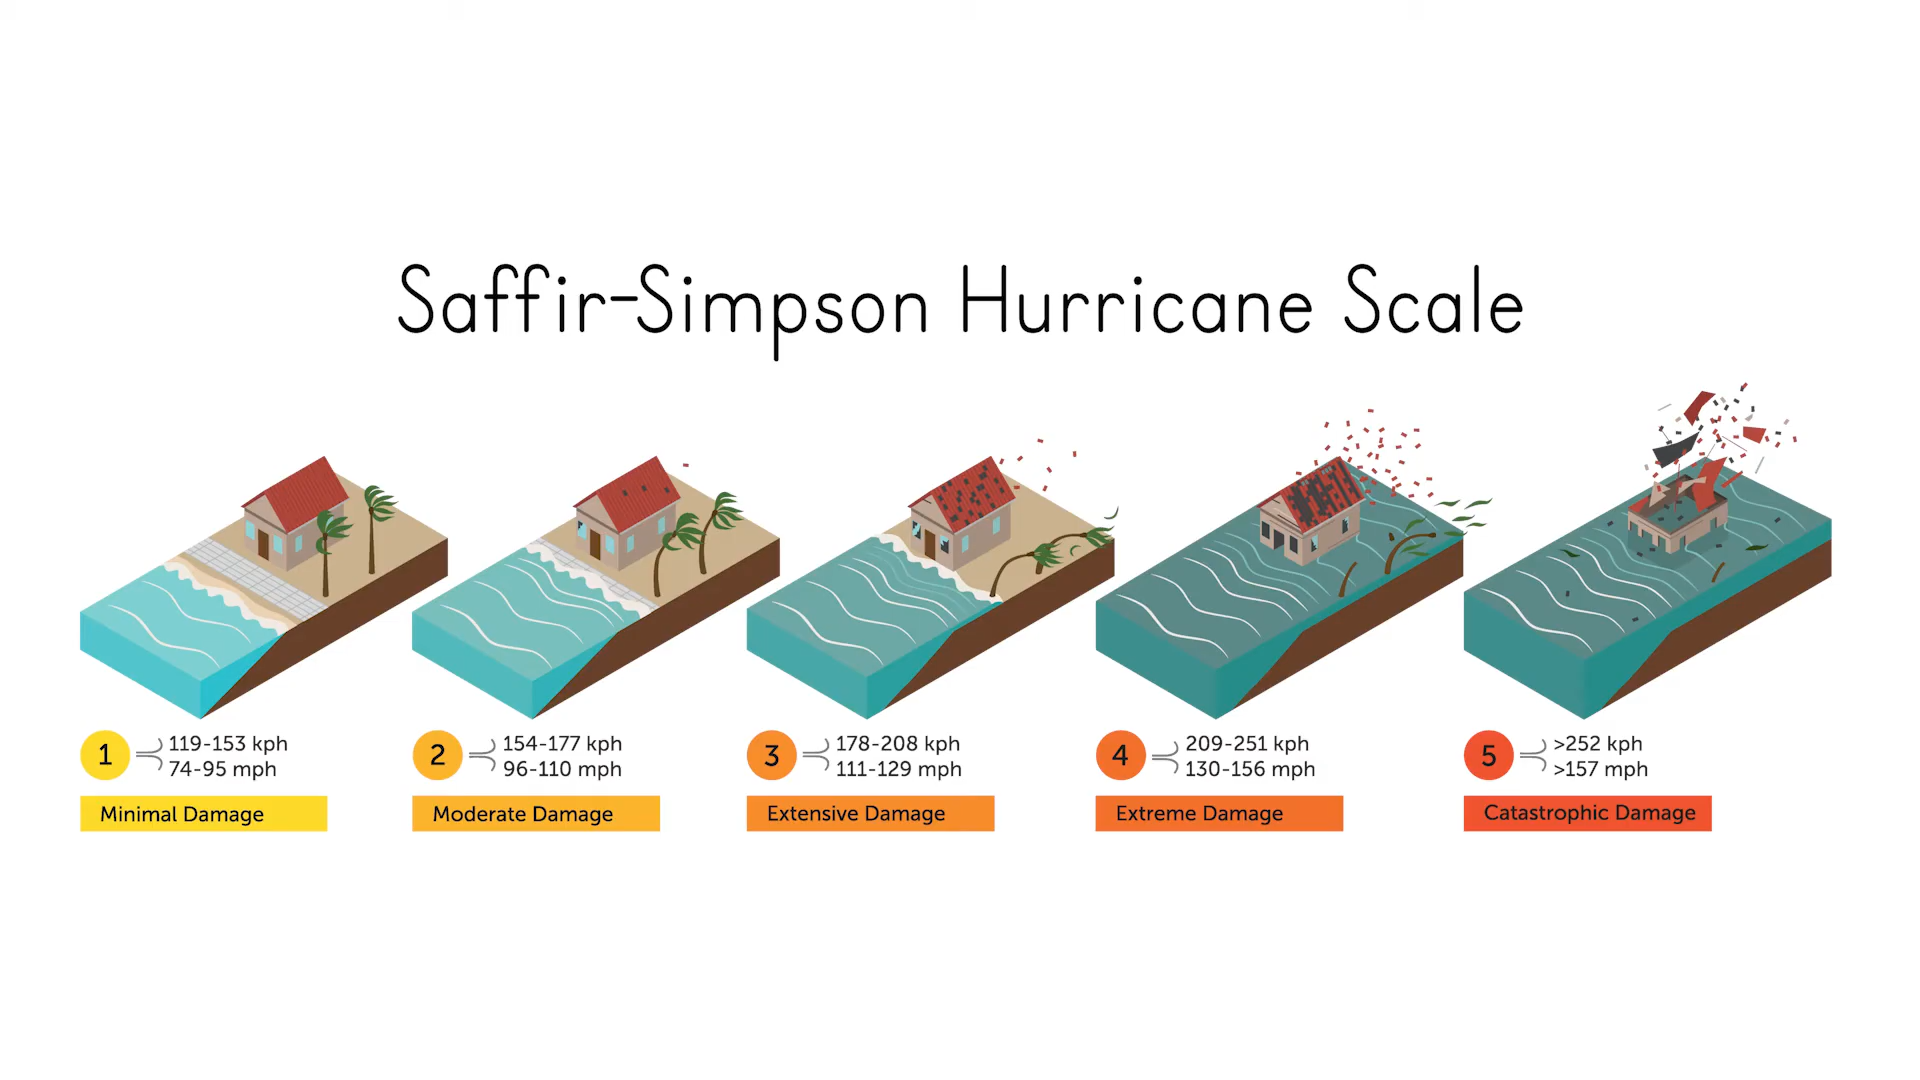 Saffir-Simpson Hurricane Scale
1
119-153 kph
74-95 mph
Minimal Damage
2
154-177 kph
96-110 mph
Moderate Damage
3
178-208 kph
111-129 mph
Extensive Damage
4
209-251 kph
130-156 mph
Extreme Damage
5
>252 kph
>157 mph
Catastrophic Damage